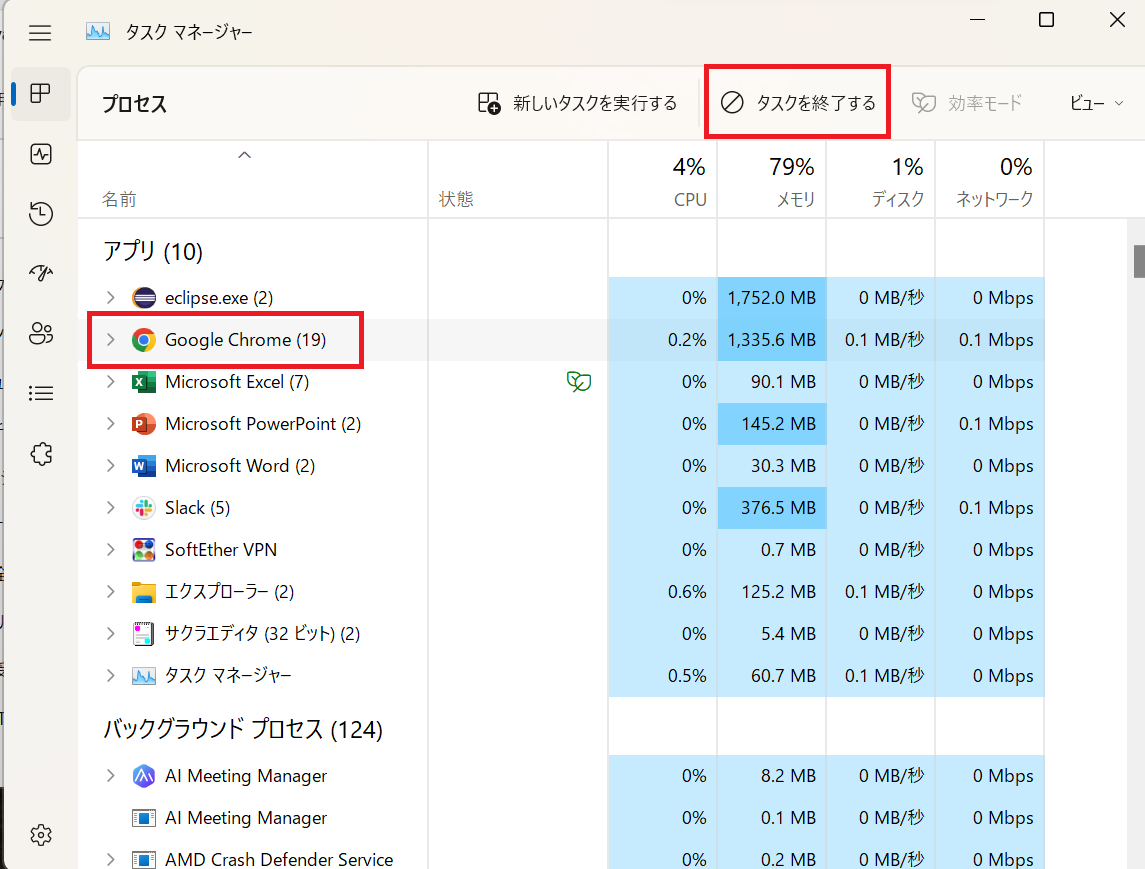 タスク マネージャー
プロセス 新しいタスクを実行する タスクを終了する 効率モード ビュー
4% 79% 1% 0%
名前 状態 CPU メモリ ディスク ネットワーク
アプリ (10)
eclipse.exe (2) 0% 1,752.0 MB 0 MB/秒 0 Mbps
Google Chrome (19) 0.2% 1,335.6 MB 0.1 MB/秒 0.1 Mbps
Microsoft Excel (7) 0% 90.1 MB 0 MB/秒 0 Mbps
Microsoft PowerPoint (2) 0% 145.2 MB 0 MB/秒 0.1 Mbps
Microsoft Word (2) 0% 30.3 MB 0 MB/秒 0 Mbps
Slack (5) 0% 376.5 MB 0 MB/秒 0.1 Mbps
SoftEther VPN 0% 0.7 MB 0 MB/秒 0 Mbps
エクスプローラー (2) 0.6% 125.2 MB 0.1 MB/秒 0 Mbps
サクラエディタ (32 ビット) (2) 0% 5.4 MB 0 MB/秒 0 Mbps
タスク マネージャー 0.5% 60.7 MB 0.1 MB/秒 0 Mbps
バックグラウンド プロセス (124)
AI Meeting Manager 0% 8.2 MB 0 MB/秒 0 Mbps
AI Meeting Manager 0% 0.1 MB 0 MB/秒 0 Mbps
AMD Crash Defender Service 0% 0.2 MB 0 MB/秒 0 Mbps